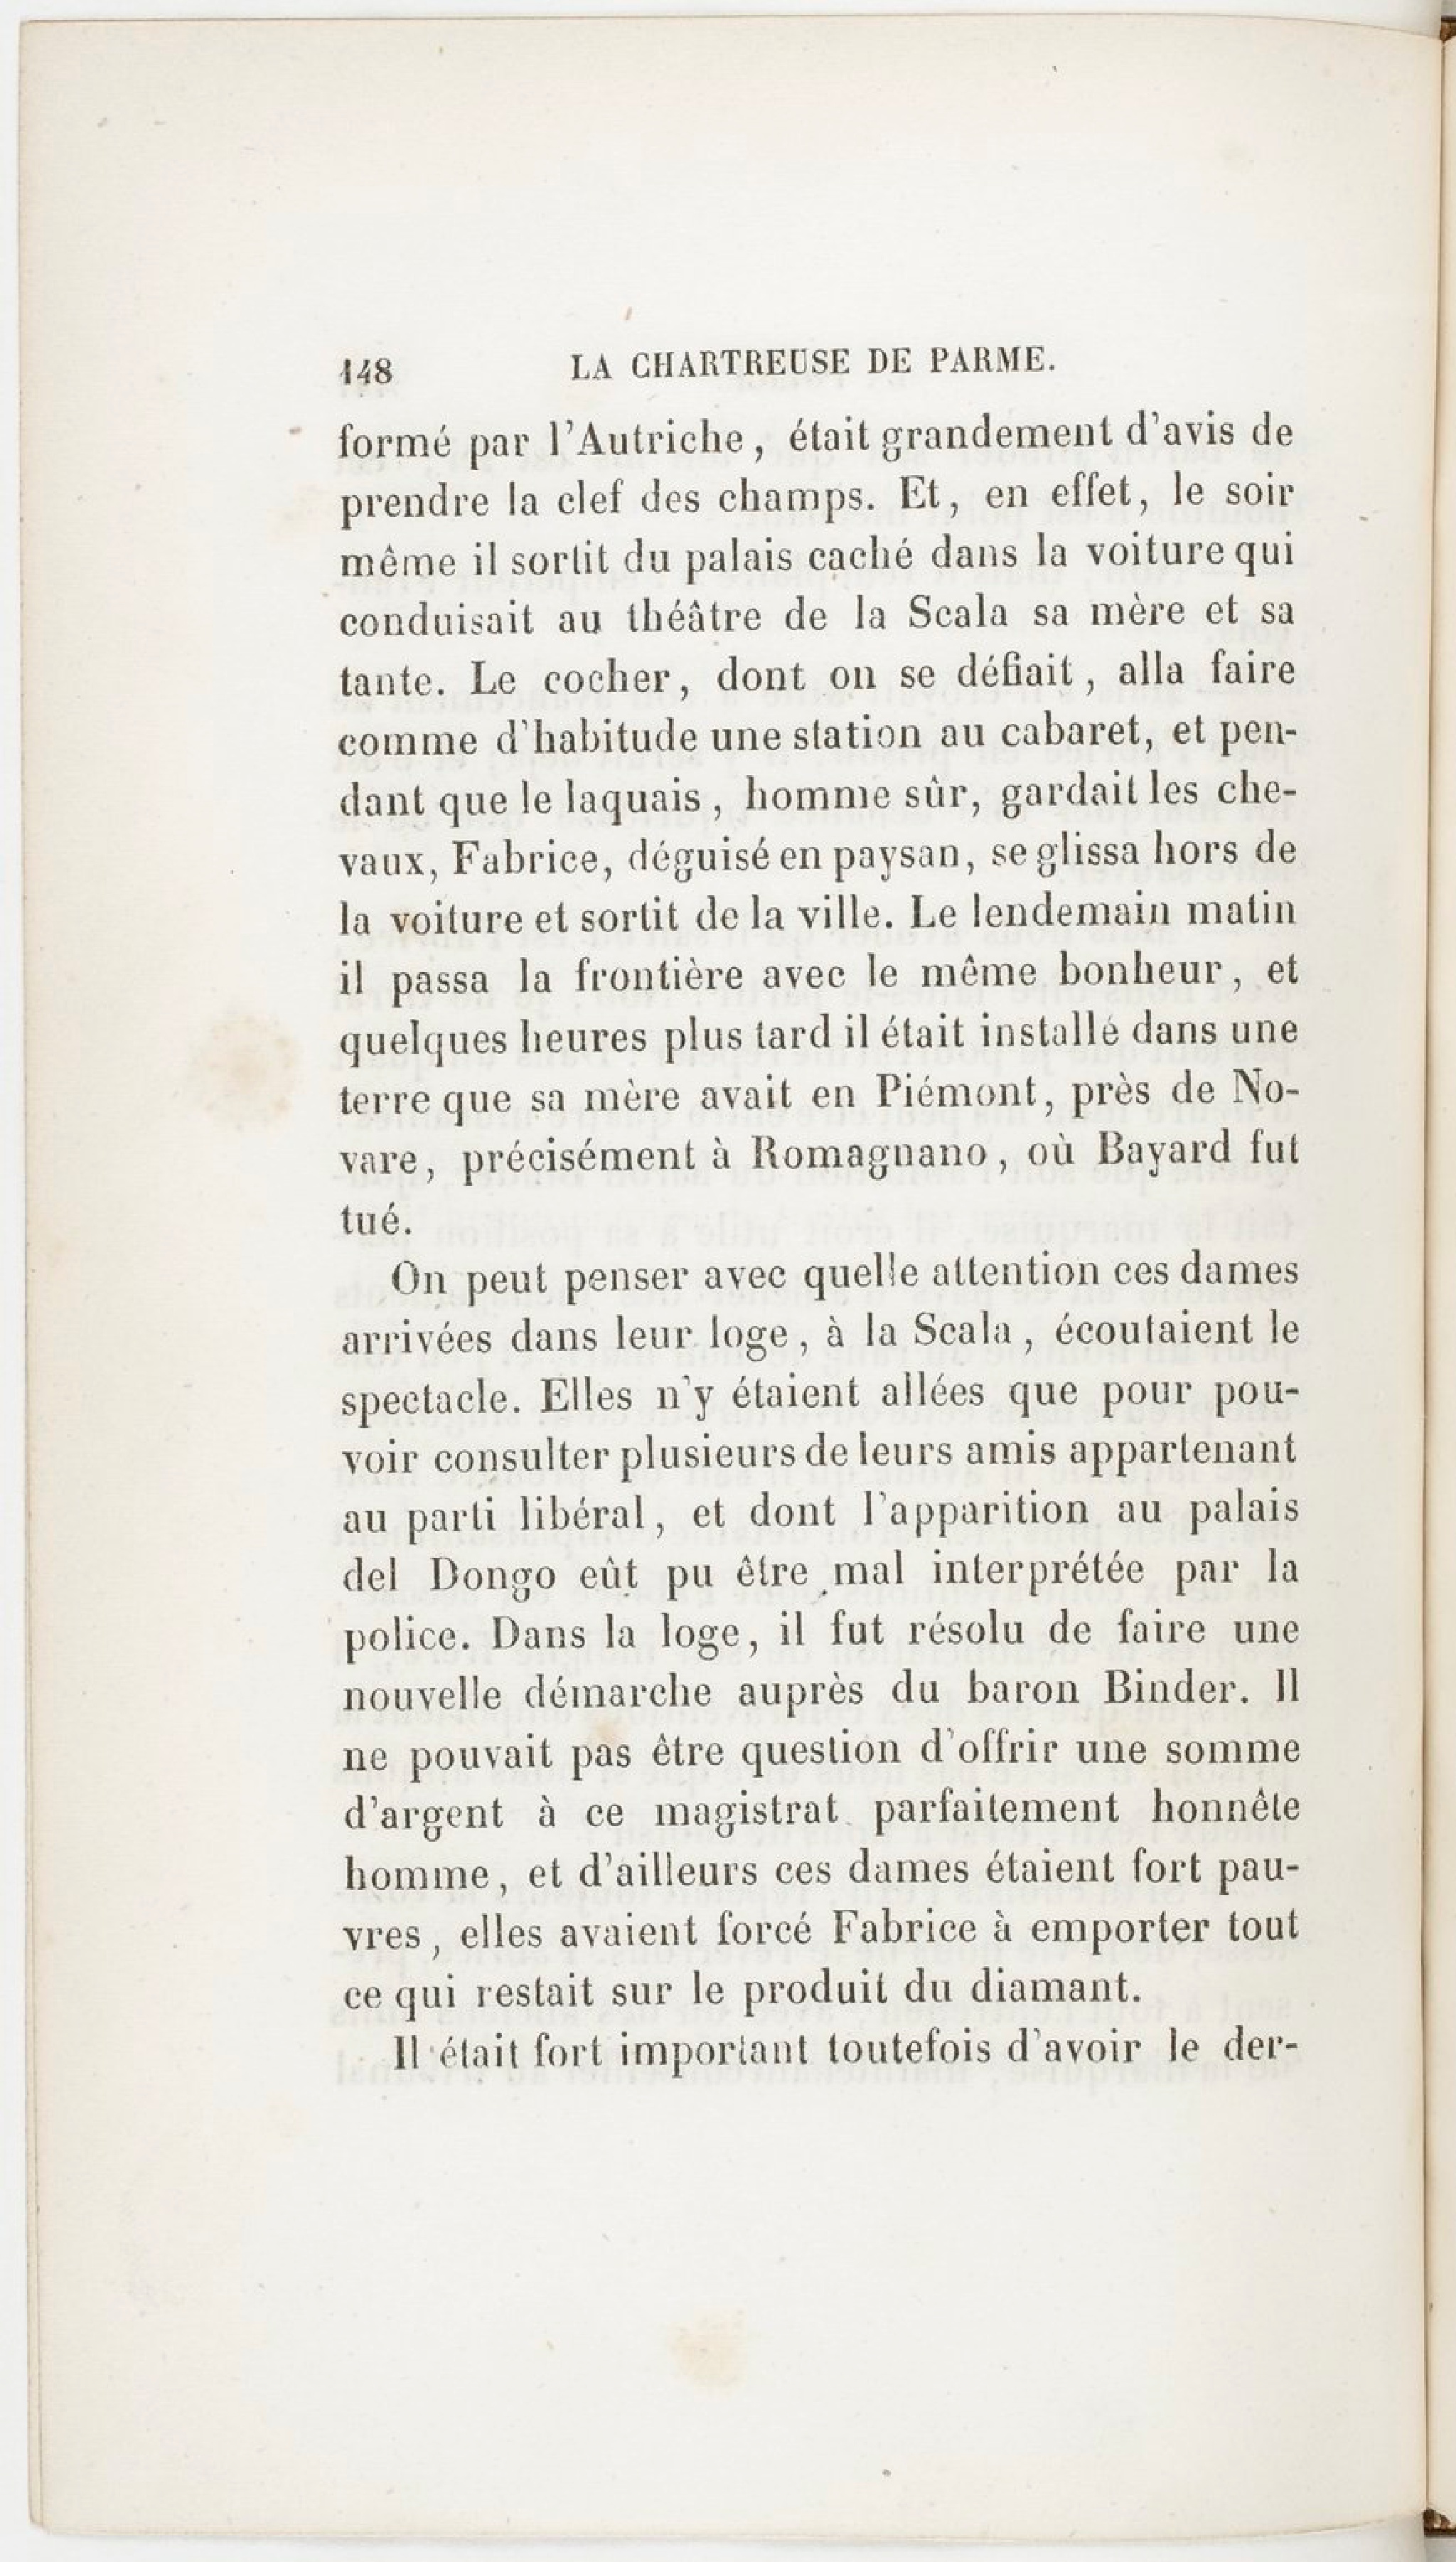 148 LA CHARTREUSE DE PARME.
formé par l'Autriche, était grandement d'avis de
prendre la clef des champs. Et, en effet, le soir
même il sortit du palais caché dans la voiture qui
conduisait au théâtre de la Scala sa mère et sa
tante. Le cocher, dont on se défiait, alla faire
comme d'habitude une station au cabaret, et pen-
dant que le laquais, homme sûr, gardait les che-
vaux, Fabrice, déguisé en paysan, se glissa hors de
la voiture et sortit de la ville. Le lendemain matin
il passa la frontière avec le même bonheur, et
quelques heures plus tard il était installé dans une
terre que sa mère avait en Piémont, près de No-
vare, précisément à Romagnano, où Bayard fut
tué.
On peut penser avec quelle attention ces dames
arrivées dans leur loge, à la Scala, écoutaient le
spectacle. Elles n'y étaient allées que pour pou-
voir consulter plusieurs de leurs amis appartenant
au parti libéral, et dont l'apparition au palais
del Dongo eût pu être mal interprétée par la
police. Dans la loge, il fut résolu de faire une
nouvelle démarche auprès du baron Binder. Il
ne pouvait pas être question d'offrir une somme
d'argent à ce magistrat parfaitement honnête
homme, et d'ailleurs ces dames étaient fort pau-
vres, elles avaient forcé Fabrice à emporter tout
ce qui restait sur le produit du diamant.
Il était fort important toutefois d'avoir le der-